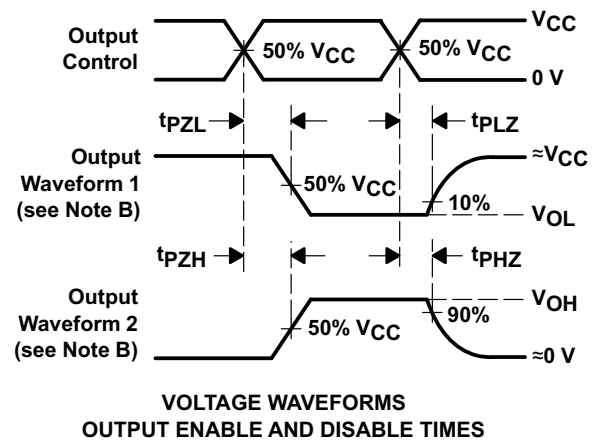 Output
Control
50% VCC
50% VCC
VCC
0 V
tPZL
tPLZ
Output
Waveform 1
(see Note B)
50% VCC
10%
≈VCC
VOL
tPZH
tPHZ
Output
Waveform 2
(see Note B)
50% VCC
90%
VOH
≈0 V
VOLTAGE WAVEFORMS
OUTPUT ENABLE AND DISABLE TIMES